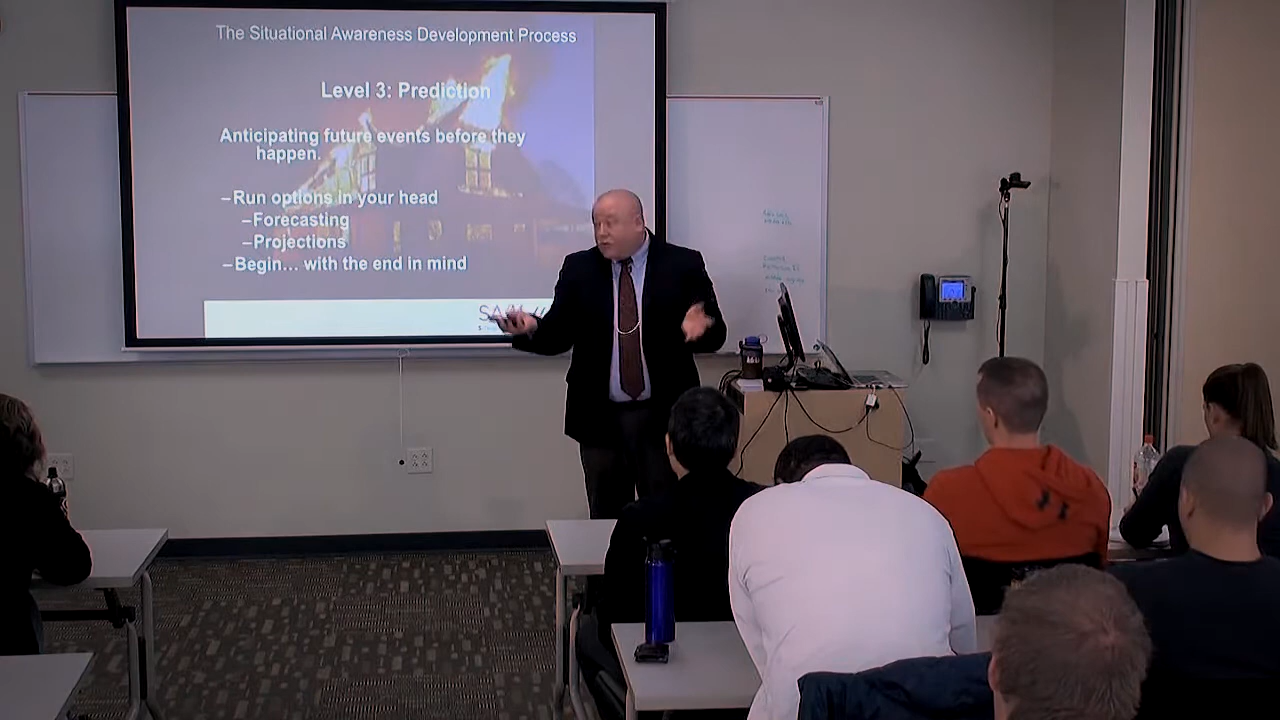 The Situational Awareness Development Process
Level 3: Prediction
Anticipating future events before they
happen.
–Run options in your head
–Forecasting
–Projections
–Begin… with the end in mind